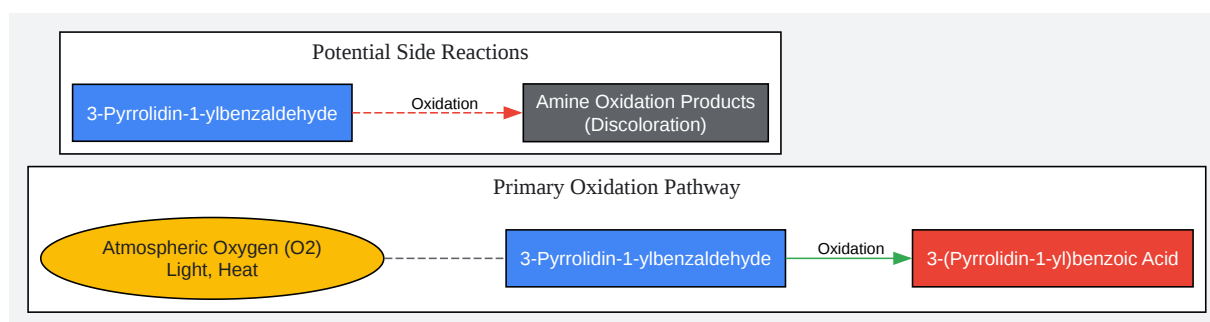 Potential Side Reactions
3-Pyrrolidin-1-ylbenzaldehyde
Oxidation
Amine Oxidation Products
(Discoloration)
Primary Oxidation Pathway
Atmospheric Oxygen (O2)
Light, Heat
3-Pyrrolidin-1-ylbenzaldehyde
Oxidation
3-(Pyrrolidin-1-yl)benzoic Acid